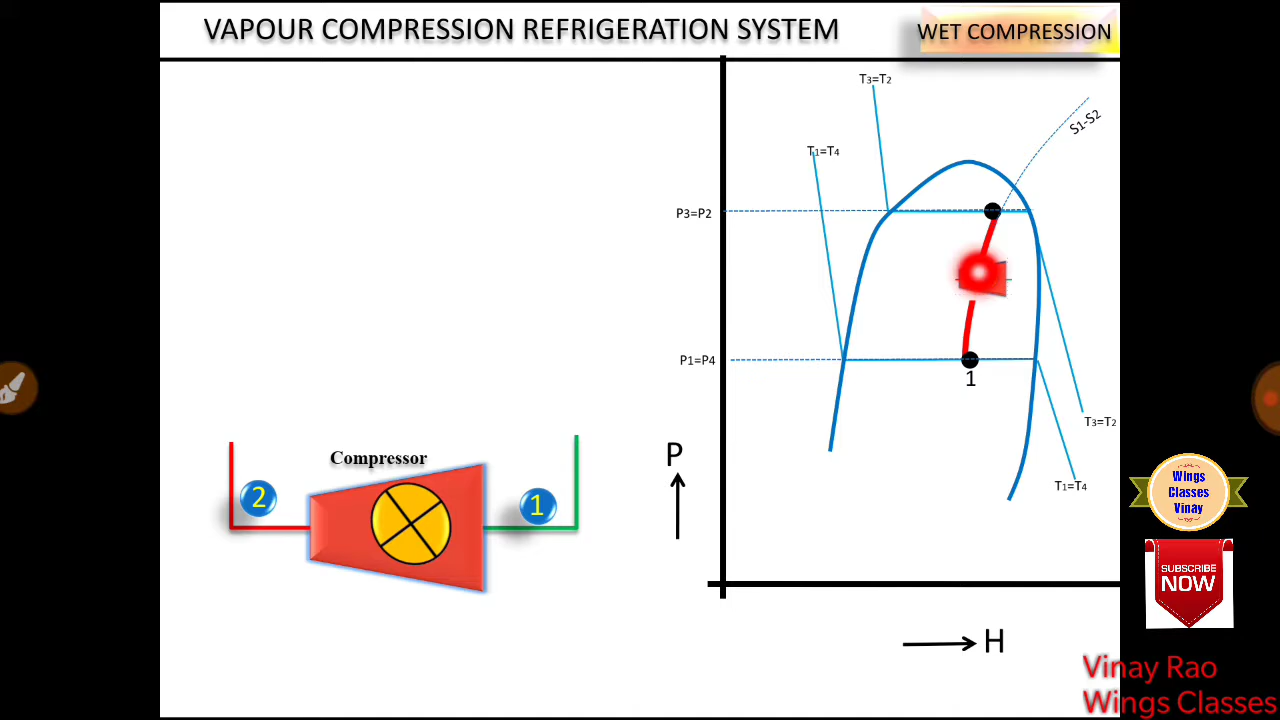 VAPOUR COMPRESSION REFRIGERATION SYSTEM
WET COMPRESSION
T3=T2
T1=T4
S1-S2
P3=P2
P1=P4
1
T3=T2
T1=T4
P
H
Compressor
2
1
Wings
Classes
Vinay
SUBSCRIBE
NOW
Vinay Rao
Wings Classes